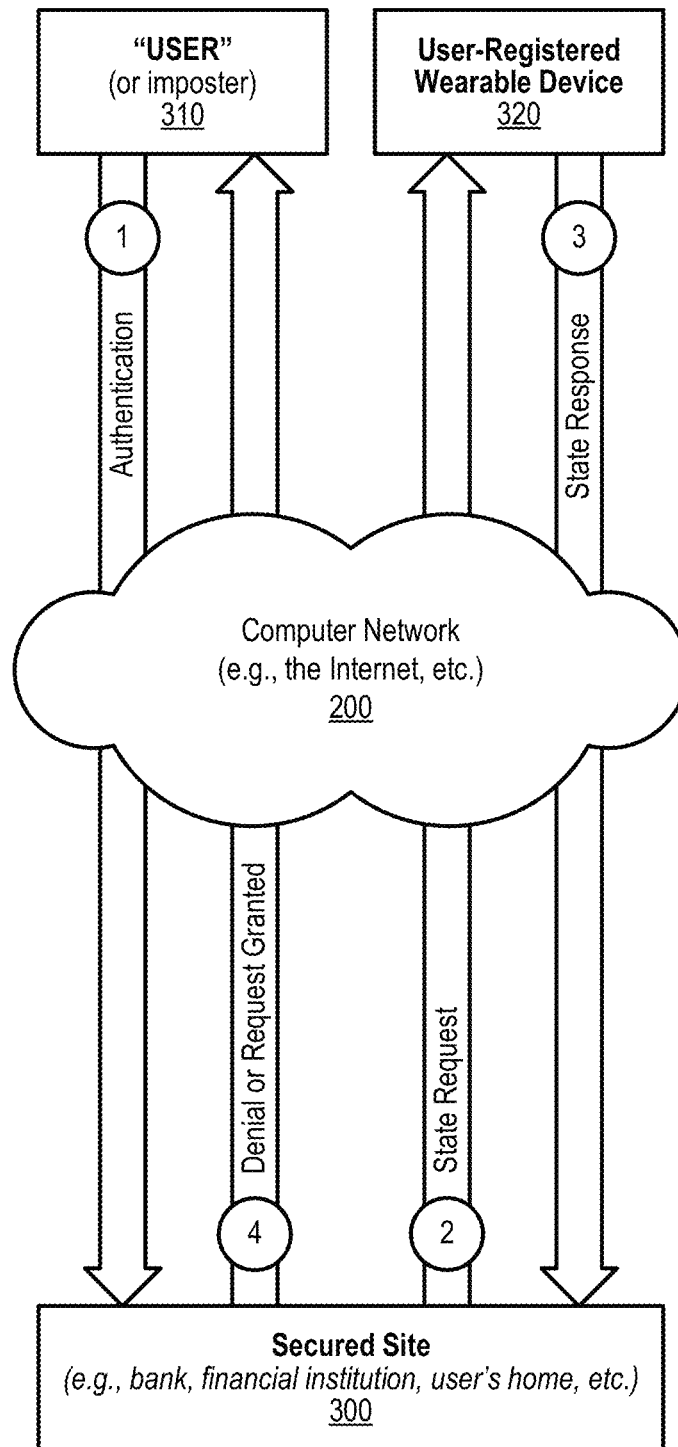 “USER”
(or imposter)
310
User-Registered
Wearable Device
320
1
3
Authentication
State Response
Computer Network
(e.g., the Internet, etc.)
200
Denial or Request Granted
State Request
4
2
Secured Site
(e.g., bank, financial institution, user's home, etc.)
300